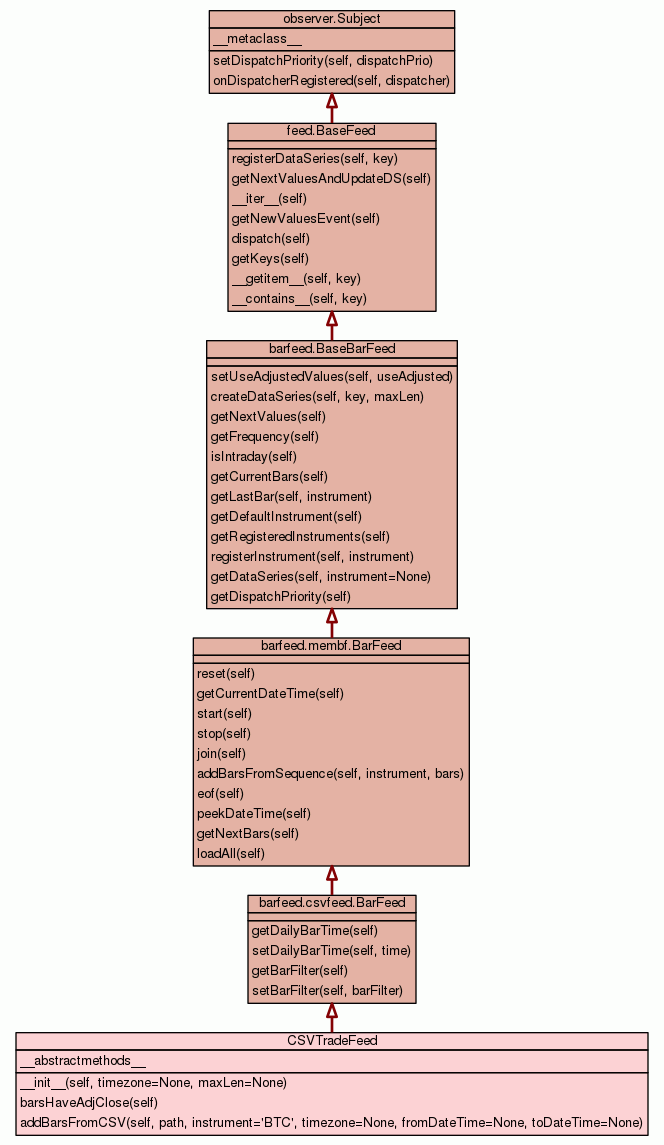 observer.Subject
__metaclass__
setDispatchPriority(self, dispatchPrio)
onDispatcherRegistered(self, dispatcher)
feed.BaseFeed
registerDataSeries(self, key)
getNextValuesAndUpdateDS(self)
__iter__(self)
getNewValuesEvent(self)
dispatch(self)
getKeys(self)
__getitem__(self, key)
__contains__(self, key)
barfeed.BaseBarFeed
setUseAdjustedValues(self, useAdjusted)
createDataSeries(self, key, maxLen)
getNextValues(self)
getFrequency(self)
isIntraday(self)
getCurrentBars(self)
getLastBar(self, instrument)
getDefaultInstrument(self)
getRegisteredInstruments(self)
registerInstrument(self, instrument)
getDataSeries(self, instrument=None)
getDispatchPriority(self)
barfeed.membf.BarFeed
reset(self)
getCurrentDateTime(self)
start(self)
stop(self)
join(self)
addBarsFromSequence(self, instrument, bars)
eof(self)
peekDateTime(self)
getNextBars(self)
loadAll(self)
barfeed.csvfeed.BarFeed
getDailyBarTime(self)
setDailyBarTime(self, time)
getBarFilter(self)
setBarFilter(self, barFilter)
CSVTradeFeed
__abstractmethods__
__init__(self, timezone=None, maxLen=None)
barsHaveAdjClose(self)
addBarsFromCSV(self, path, instrument='BTC', timezone=None, fromDateTime=None, toDateTime=None)